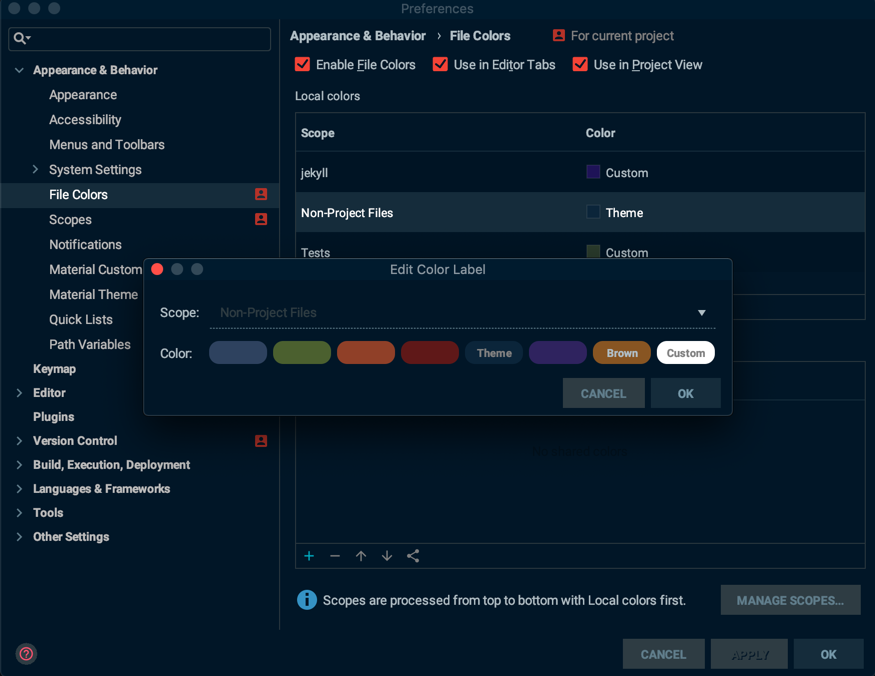 Preferences
Appearance & Behavior
Appearance
Accessibility
Menus and Toolbars
System Settings
File Colors
Scopes
Notifications
Material Custom
Material Theme
Quick Lists
Path Variables
Keymap
Editor
Plugins
Version Control
Build, Execution, Deployment
Languages & Frameworks
Tools
Other Settings
Appearance & Behavior › File Colors For current project
Enable File Colors Use in Editor Tabs Use in Project View
Local colors
Scope Color
jekyll Custom
Non-Project Files Theme
Tests Custom
Edit Color Label
Scope: Non-Project Files
Color: Theme Brown Custom
CANCEL OK
Scopes are processed from top to bottom with Local colors first.
MANAGE SCOPES...
CANCEL APPLY OK